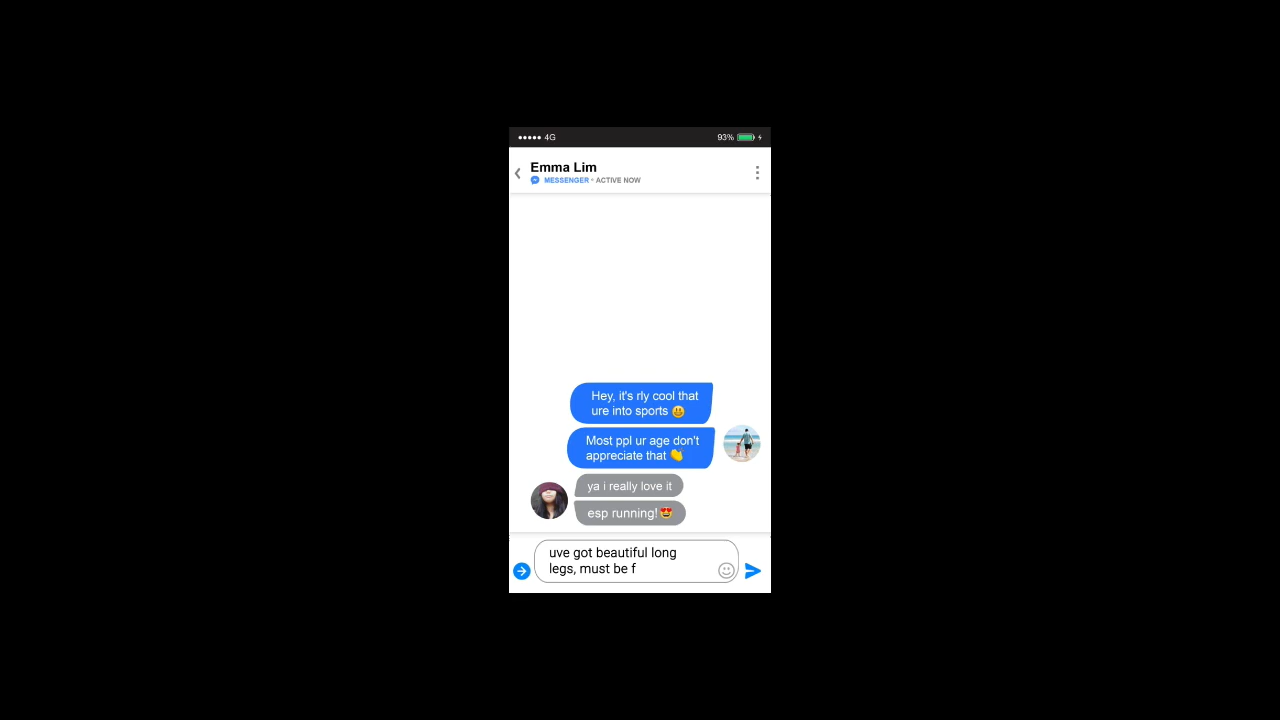 4G 93%
Emma Lim
MESSENGER • ACTIVE NOW
Hey, it's rly cool that
ure into sports 😃
Most ppl ur age don't
appreciate that 👏
ya i really love it
esp running!😍
uve got beautiful long
legs, must be f